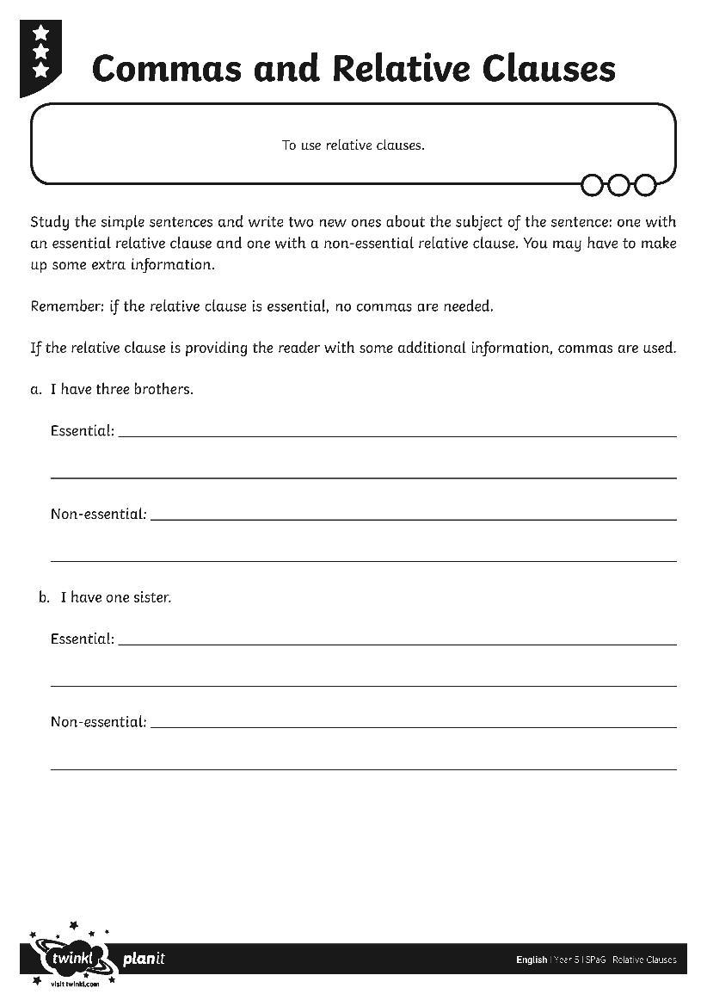 Commas and Relative Clauses
To use relative clauses.
Study the simple sentences and write two new ones about the subject of the sentence: one with
an essential relative clause and one with a non-essential relative clause. You may have to make
up some extra information.
Remember: if the relative clause is essential, no commas are needed.
If the relative clause is providing the reader with some additional information, commas are used.
a. I have three brothers.
Essential:
Non-essential:
b. I have one sister.
Essential:
Non-essential:
twinkl planit
visit twinkl.com
English | Year 5 | SPaG | Relative Clauses